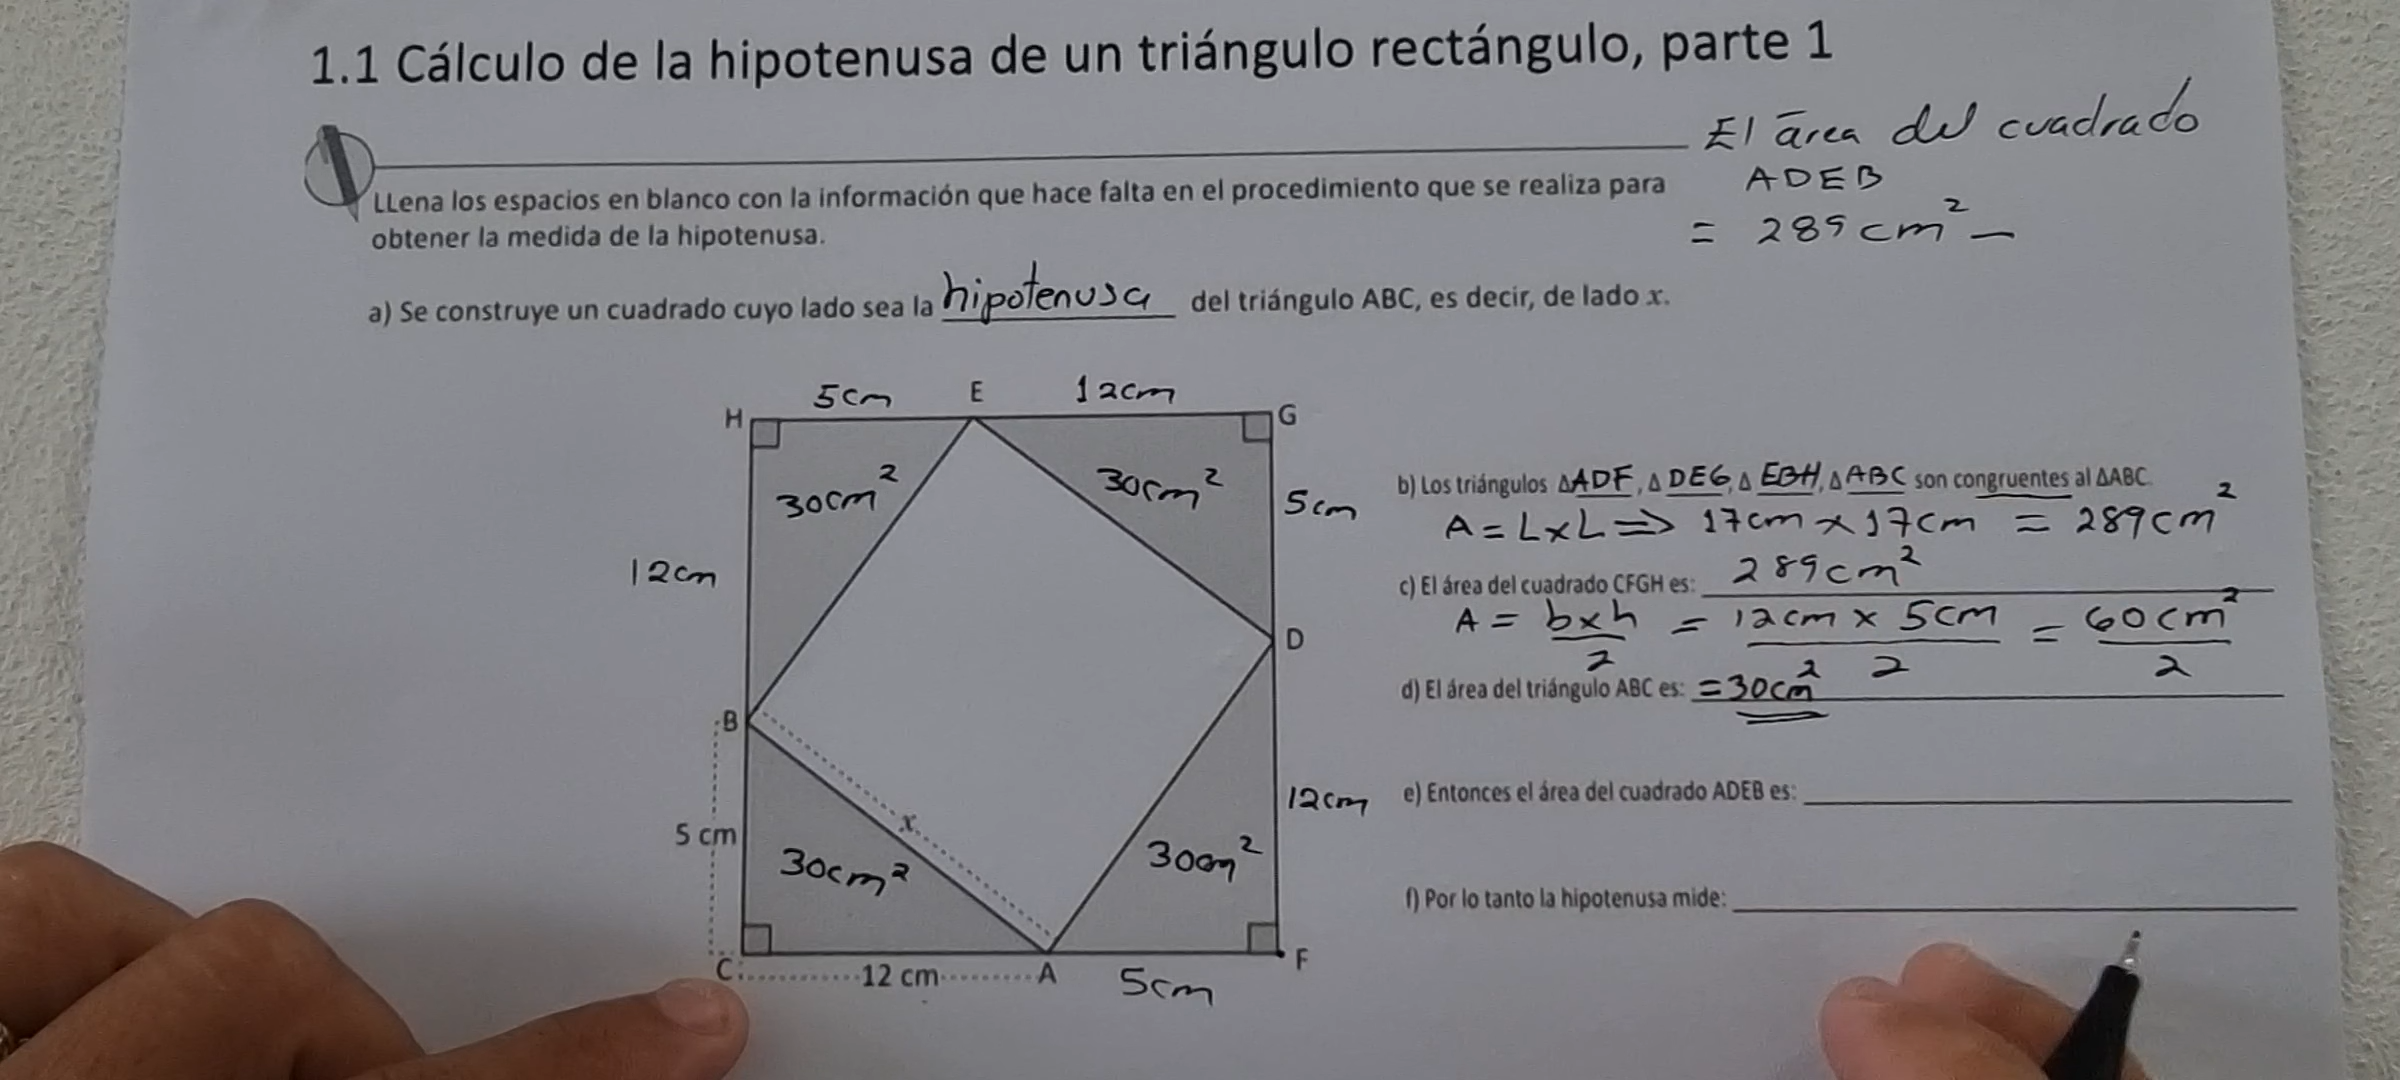 1.1 Cálculo de la hipotenusa de un triángulo rectángulo, parte 1
El área del cuadrado
ADEB
= 289 cm² –
LLena los espacios en blanco con la información que hace falta en el procedimiento que se realiza para
obtener la medida de la hipotenusa.
a) Se construye un cuadrado cuyo lado sea la hipotenusa del triángulo ABC, es decir, de lado x.
5cm E 12cm
H G
30cm² 30cm² 5cm
12cm
D
B
x
5 cm 12cm
30cm² 30cm²
C 12 cm A 5cm F
b) Los triángulos ΔADF, Δ DEG, Δ EBH, Δ ABC son congruentes al ΔABC.
A = L x L => 17cm x 17cm = 289cm²
c) El área del cuadrado CFGH es: 289cm²
A = bxh/2 = 12cm x 5cm/2 = 60cm²/2
d) El área del triángulo ABC es: = 30cm²
e) Entonces el área del cuadrado ADEB es:
f) Por lo tanto la hipotenusa mide: